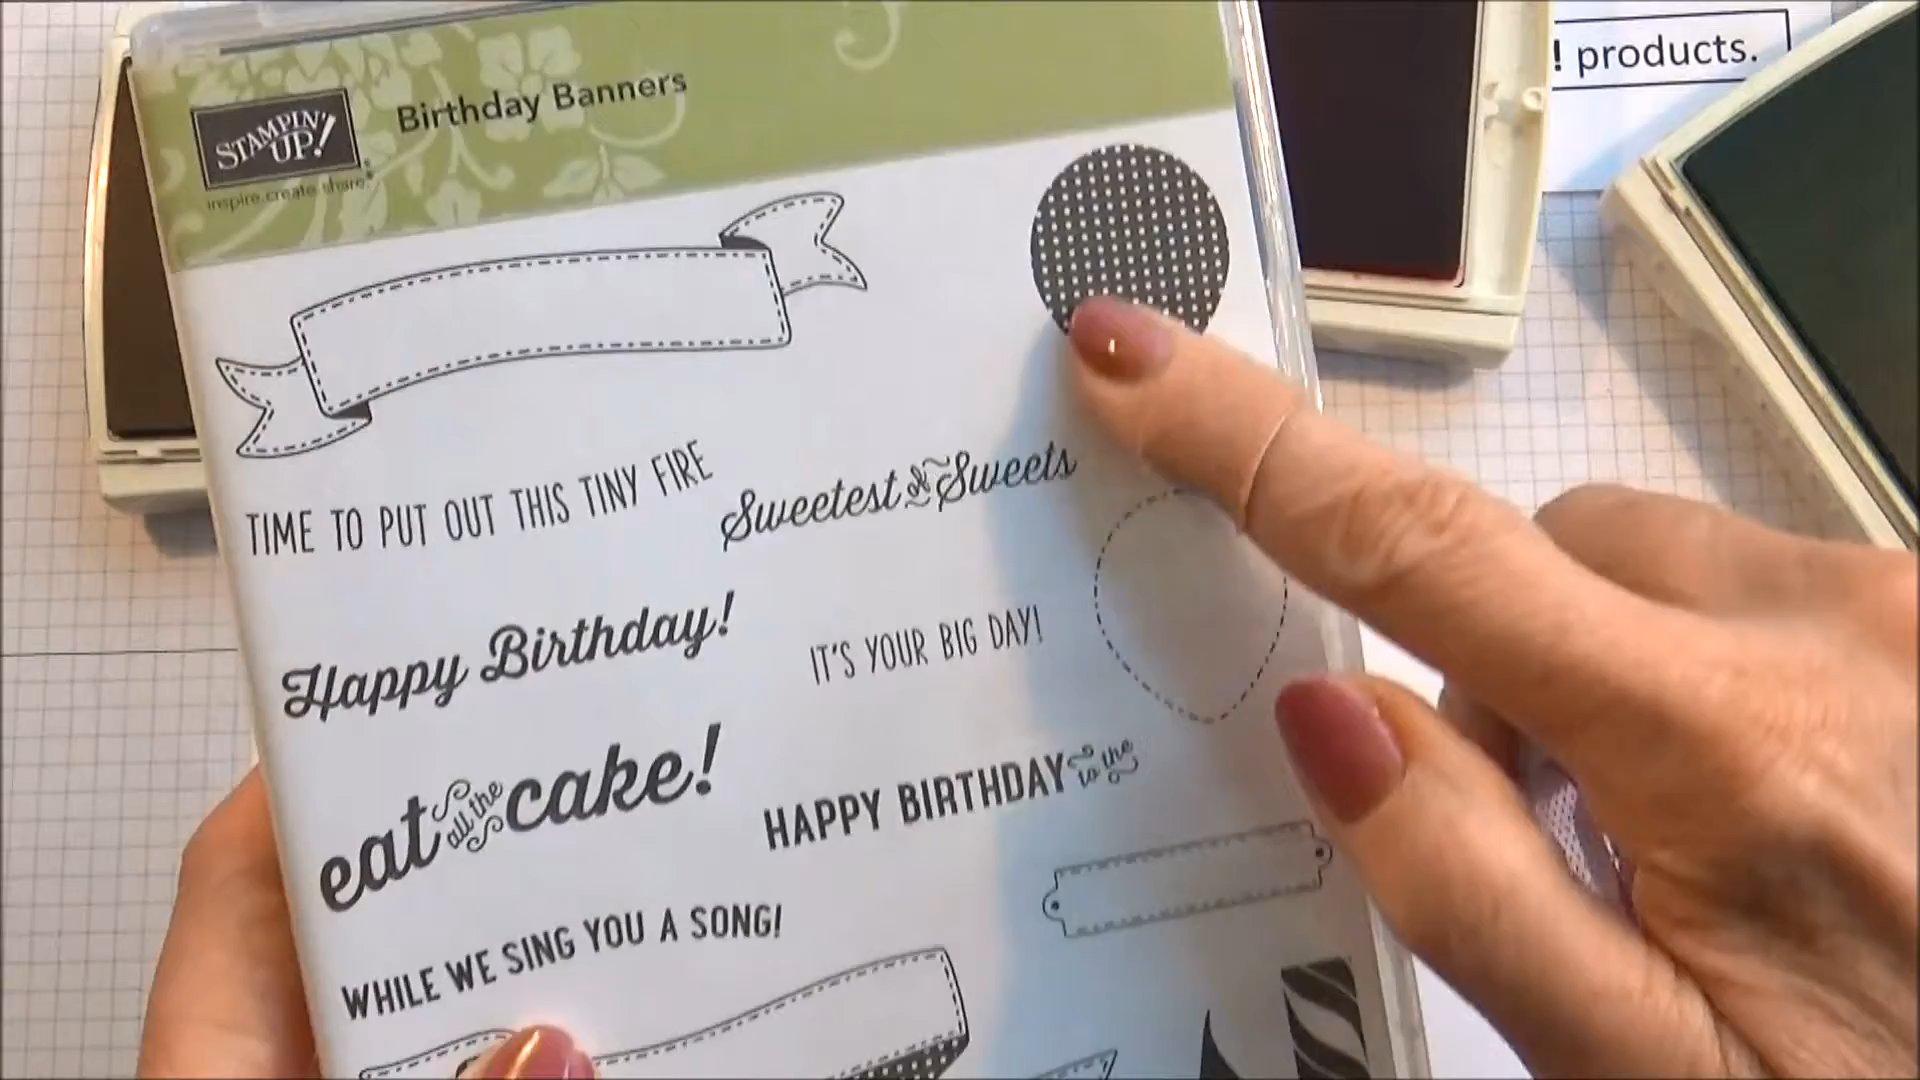 ! products.
STAMPIN' UP!
inspire.create.share.®
Birthday Banners
TIME TO PUT OUT THIS TINY FIRE
Sweetest of Sweets
Happy Birthday!
IT'S YOUR BIG DAY!
eat all the cake!
HAPPY BIRTHDAY to the
WHILE WE SING YOU A SONG!